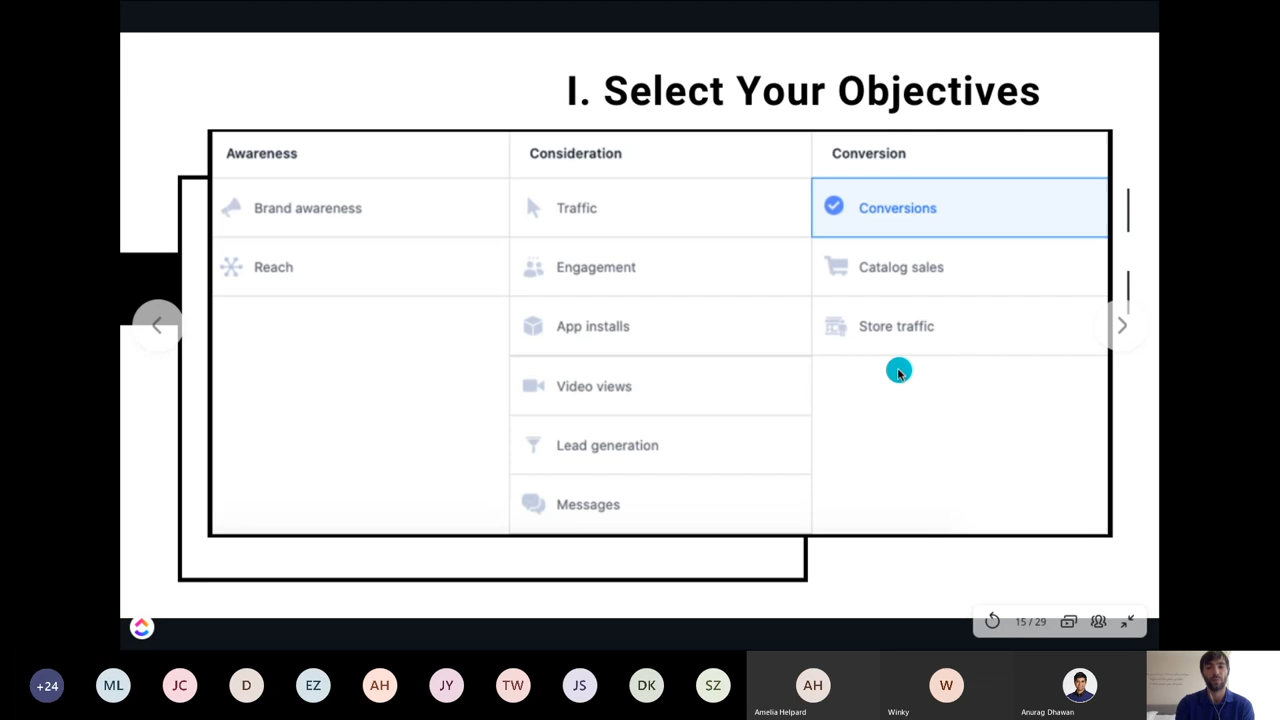 I. Select Your Objectives
Awareness
Consideration
Conversion
Brand awareness
Traffic
Conversions
Reach
Engagement
Catalog sales
App installs
Store traffic
Video views
Lead generation
Messages
15 / 29
+24
ML
JC
D
EZ
AH
JY
TW
JS
DK
SZ
AH
W
Amelia Helpard
Winky
Anurag Dhawan